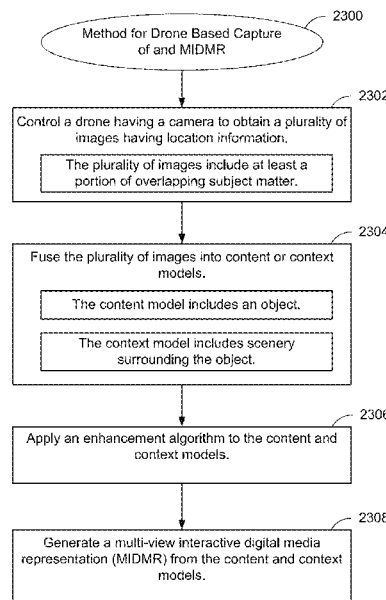 2300
Method for Drone Based Capture
of and MIDMR
2302
Control a drone having a camera to obtain a plurality of
images having location information.
The plurality of images include at least a
portion of overlapping subject matter.
2304
Fuse the plurality of images into content or context
models.
The content model includes an object.
The context model includes scenery
surrounding the object.
2306
Apply an enhancement algorithm to the content and
context models.
2308
Generate a multi-view interactive digital media
representation (MIDMR) from the content and context
models.